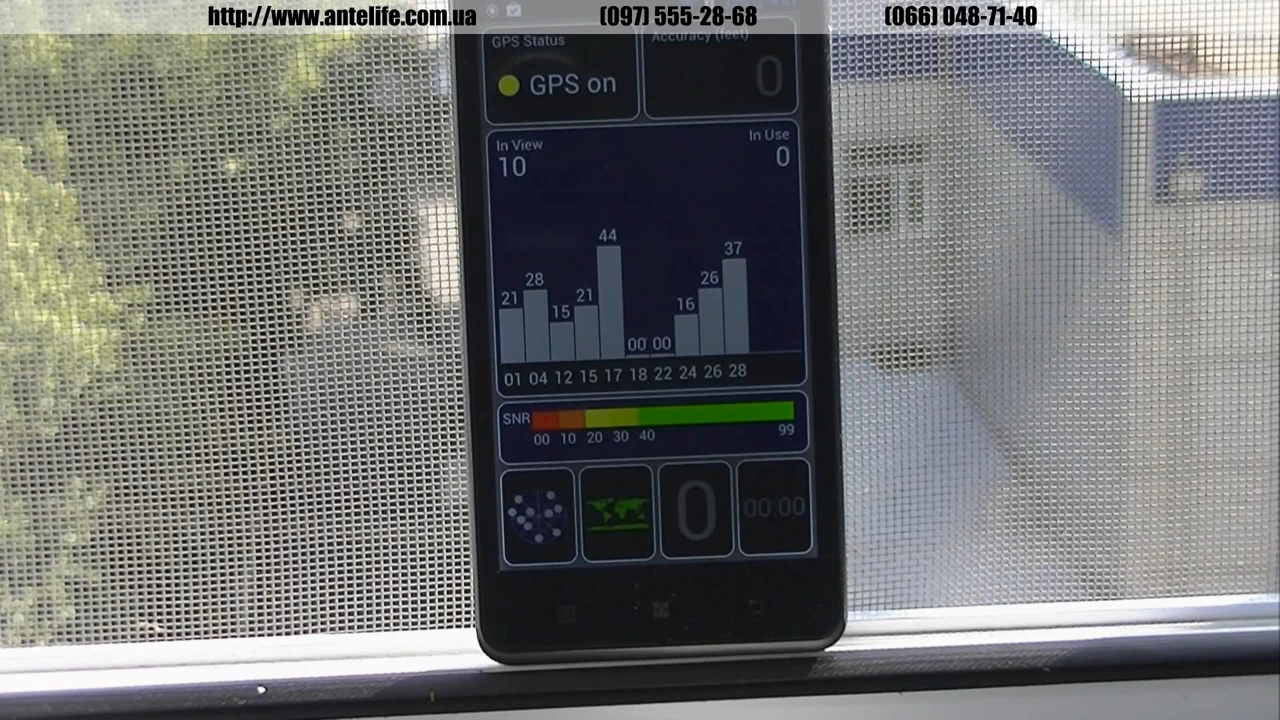 http://www.antelife.com.ua (097) 555-28-68 (066) 048-71-40
GPS Status Accuracy (feet)
GPS on 0
In View In Use
10 0
21 28 15 21 44 00 00 16 26 37
01 04 12 15 17 18 22 24 26 28
SNR
00 10 20 30 40 99
0 00:00